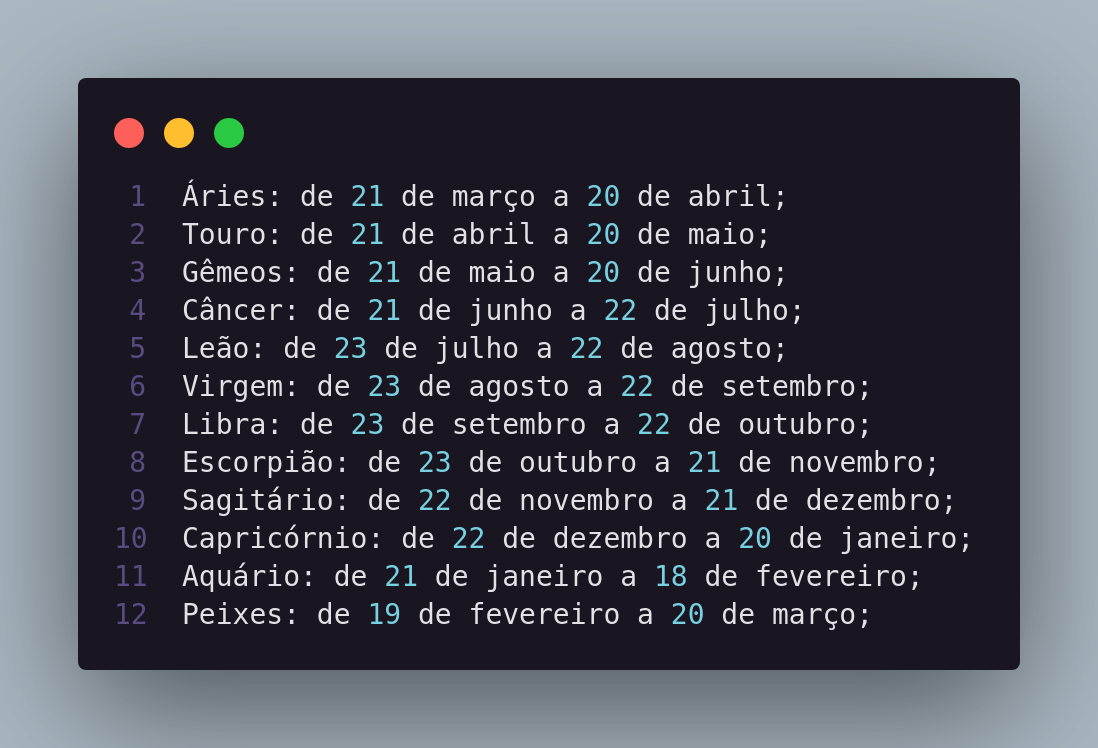 1 Áries: de 21 de março a 20 de abril;
2 Touro: de 21 de abril a 20 de maio;
3 Gêmeos: de 21 de maio a 20 de junho;
4 Câncer: de 21 de junho a 22 de julho;
5 Leão: de 23 de julho a 22 de agosto;
6 Virgem: de 23 de agosto a 22 de setembro;
7 Libra: de 23 de setembro a 22 de outubro;
8 Escorpião: de 23 de outubro a 21 de novembro;
9 Sagitário: de 22 de novembro a 21 de dezembro;
10 Capricórnio: de 22 de dezembro a 20 de janeiro;
11 Aquário: de 21 de janeiro a 18 de fevereiro;
12 Peixes: de 19 de fevereiro a 20 de março;